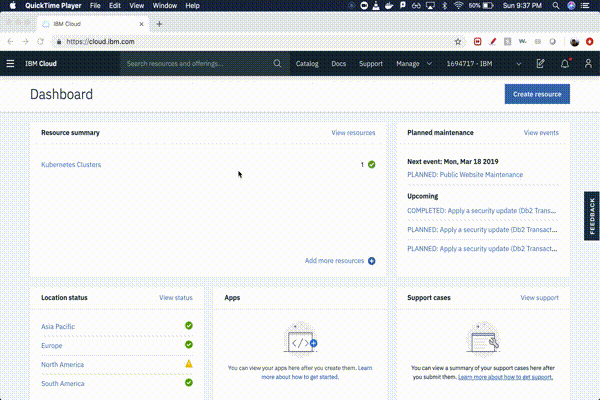 QuickTime Player File Edit View Window Help 50% Sun 9:37 PM
IBM Cloud
https://cloud.ibm.com
IBM Cloud Search resources and offerings... Catalog Docs Support Manage 1694717 - IBM
Dashboard Create resource
Resource summary View resources
Kubernetes Clusters 1
Add more resources
Planned maintenance View events
Next event: Mon, Mar 18 2019
PLANNED: Public Website Maintenance
Upcoming
COMPLETED: Apply a security update (Db2 Trans...
PLANNED: Apply a security update (Db2 Transact...
PLANNED: Apply a security update (Db2 Transact...
FEEDBACK
Location status View status
Asia Pacific
Europe
North America
South America
Apps
You can view your apps here after you create them. Learn
more about how to get started.
Support cases View support
You can view a summary of your support cases here after
you submit them. Learn more about how to get support.